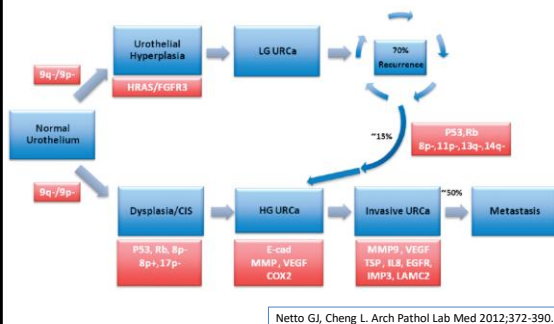 Urothelial
Hyperplasia
LG URCa
70%
Recurrence
9q-/9p-
HRAS/FGFR3
Normal
Urothelium
~15%
P53,Rb
8p-,11p-,13q-,14q-
9q-/9p-
Dysplasia/CIS
HG URCa
Invasive URCa
~50%
Metastasis
P53, Rb, 8p-
8p+,17p-
E-cad
MMP, VEGF
COX2
MMP9, VEGF
TSP, IL8, EGFR,
IMP3, LAMC2
Netto GJ, Cheng L. Arch Pathol Lab Med 2012;372-390.